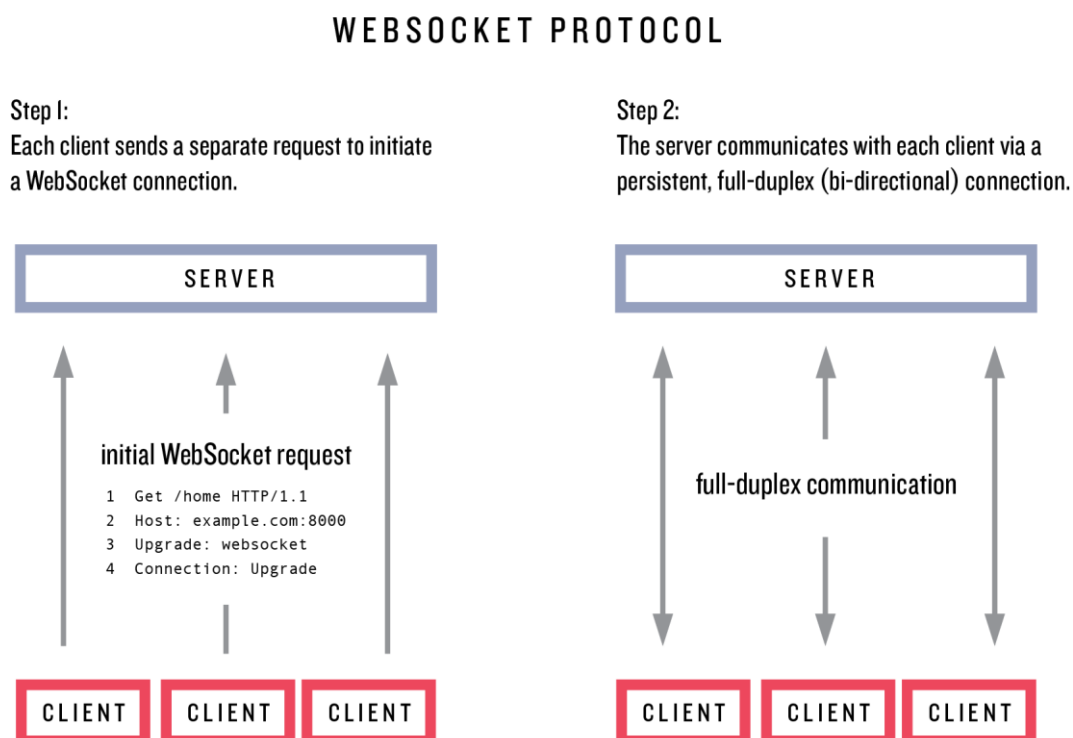 WEBSOCKET PROTOCOL
Step 1:
Each client sends a separate request to initiate
a WebSocket connection.
SERVER
initial WebSocket request
1 Get /home HTTP/1.1
2 Host: example.com:8000
3 Upgrade: websocket
4 Connection: Upgrade
CLIENT
CLIENT
CLIENT
Step 2:
The server communicates with each client via a
persistent, full-duplex (bi-directional) connection.
SERVER
full-duplex communication
CLIENT
CLIENT
CLIENT